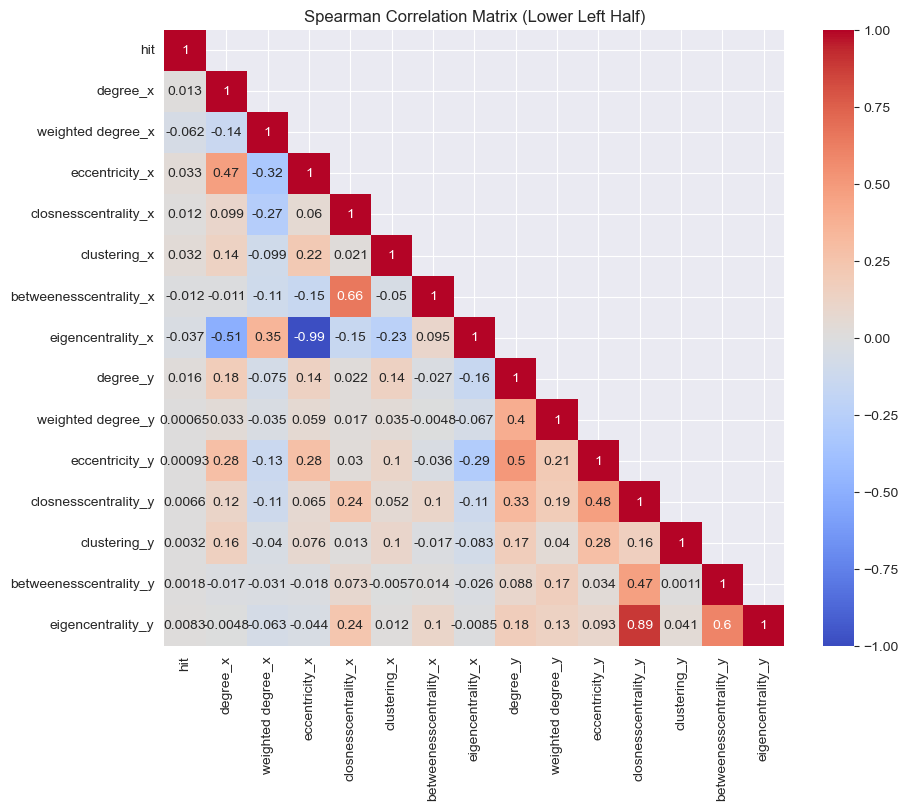 Spearman Correlation Matrix (Lower Left Half)
hit 1
degree_x 0.013 1
weighted degree_x -0.062 -0.14 1
eccentricity_x 0.033 0.47 -0.32 1
closnesscentrality_x 0.012 0.099 -0.27 0.06 1
clustering_x 0.032 0.14 -0.099 0.22 0.021 1
betweenesscentrality_x -0.012 -0.011 -0.11 -0.15 0.66 -0.05 1
eigencentrality_x -0.037 -0.51 0.35 -0.99 -0.15 -0.23 0.095 1
degree_y 0.016 0.18 -0.075 0.14 0.022 0.14 -0.027 -0.16 1
weighted degree_y 0.00065 0.033 -0.035 0.059 0.017 0.035 -0.0048 -0.067 0.4 1
eccentricity_y 0.00093 0.28 -0.13 0.28 0.03 0.1 -0.036 -0.29 0.5 0.21 1
closnesscentrality_y 0.0066 0.12 -0.11 0.065 0.24 0.052 0.1 -0.11 0.33 0.19 0.48 1
clustering_y 0.0032 0.16 -0.04 0.076 0.013 0.1 -0.017 -0.083 0.17 0.04 0.28 0.16 1
betweenesscentrality_y 0.0018 -0.017 -0.031 -0.018 0.073 -0.0057 0.014 -0.026 0.088 0.17 0.034 0.47 0.0011 1
eigencentrality_y 0.0083 -0.0048 -0.063 -0.044 0.24 0.012 0.1 -0.0085 0.18 0.13 0.093 0.89 0.041 0.6 1
hit
degree_x
weighted degree_x
eccentricity_x
closnesscentrality_x
clustering_x
betweenesscentrality_x
eigencentrality_x
degree_y
weighted degree_y
eccentricity_y
closnesscentrality_y
clustering_y
betweenesscentrality_y
eigencentrality_y
1.00
0.75
0.50
0.25
0.00
−0.25
−0.50
−0.75
−1.00